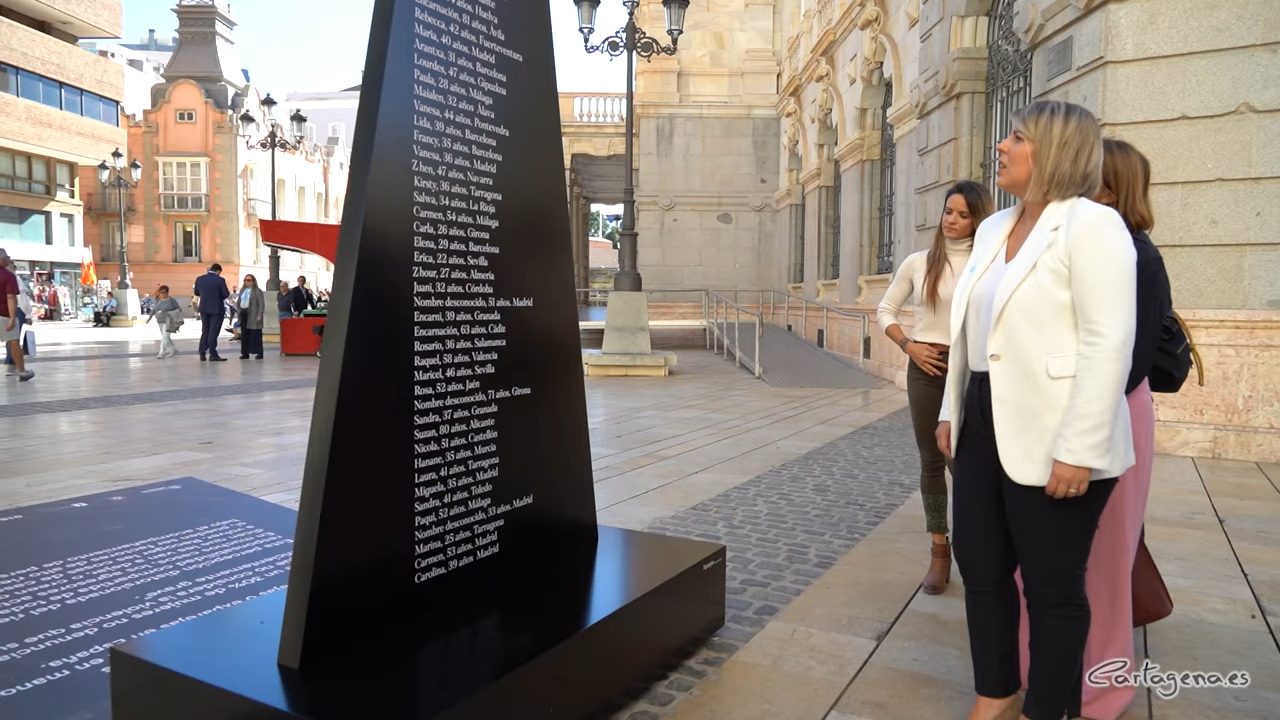 Encarnación, 81 años. Ávila
Rebecca, 42 años. Fuerteventura
María, 40 años. Madrid
Arantxa, 31 años. Barcelona
Lourdes, 47 años. Gipuzkoa
Paula, 28 años. Málaga
Maialen, 32 años Álava
Vanesa, 44 años. Pontevedra
Lida, 39 años. Barcelona
Francy, 35 años. Barcelona
Vanesa, 36 años. Madrid
Zhen, 47 años. Navarra
Kirsty, 36 años. Tarragona
Salwa, 34 años. La Rioja
Carmen, 54 años. Málaga
Carla, 26 años. Girona
Elena, 29 años. Barcelona
Erica, 22 años. Sevilla
Zhour, 27 años. Almería
Juani, 32 años. Córdoba
Nombre desconocido, 51 años. Madrid
Encarni, 39 años. Granada
Encarnación, 63 años. Cádiz
Rosario, 36 años. Salamanca
Raquel, 58 años. Valencia
Maricel, 46 años. Sevilla
Rosa, 52 años. Jaén
Nombre desconocido, 71 años. Girona
Sandra, 37 años. Granada
Suzan, 80 años. Alicante
Nicola, 51 años. Castellón
Hanane, 35 años. Murcia
Laura, 41 años. Tarragona
Miguela, 35 años. Madrid
Sandra, 41 años. Toledo
Paqui, 52 años. Málaga
Nombre desconocido, 33 años. Madrid
Marina, 25 años. Tarragona
Carmen, 53 años. Madrid
Carolina, 39 años Madrid
Cartagena.es